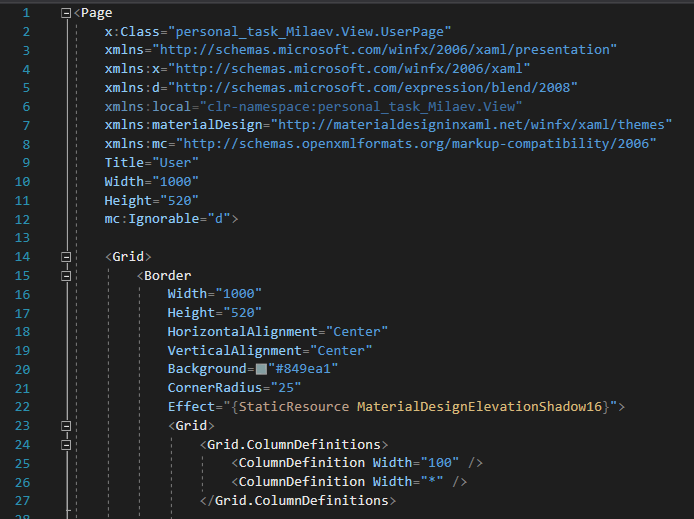 1 <Page
2 x:Class="personal_task_Milaev.View.UserPage"
3 xmlns="http://schemas.microsoft.com/winfx/2006/xaml/presentation"
4 xmlns:x="http://schemas.microsoft.com/winfx/2006/xaml"
5 xmlns:d="http://schemas.microsoft.com/expression/blend/2008"
6 xmlns:local="clr-namespace:personal_task_Milaev.View"
7 xmlns:materialDesign="http://materialdesigninxaml.net/winfx/xaml/themes"
8 xmlns:mc="http://schemas.openxmlformats.org/markup-compatibility/2006"
9 Title="User"
10 Width="1000"
11 Height="520"
12 mc:Ignorable="d">
13
14 <Grid>
15 <Border
16 Width="1000"
17 Height="520"
18 HorizontalAlignment="Center"
19 VerticalAlignment="Center"
20 Background="#849ea1"
21 CornerRadius="25"
22 Effect="{StaticResource MaterialDesignElevationShadow16}">
23 <Grid>
24 <Grid.ColumnDefinitions>
25 <ColumnDefinition Width="100" />
26 <ColumnDefinition Width="*" />
27 </Grid.ColumnDefinitions>
28